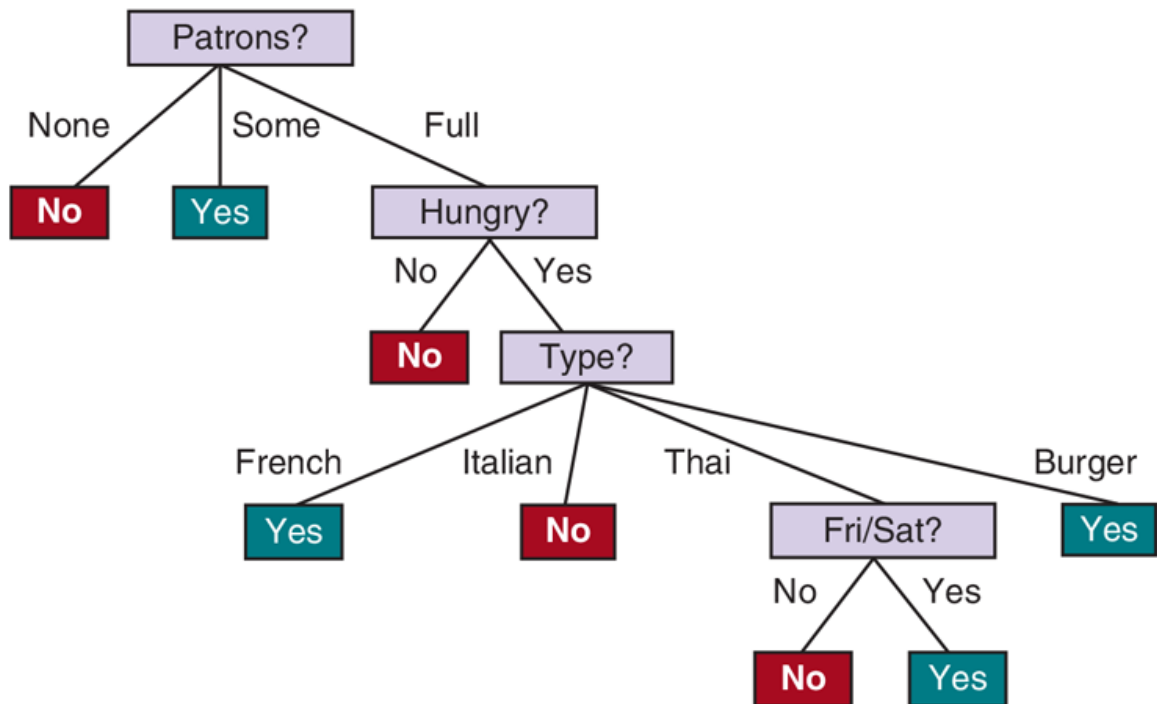 Patrons?
None Some Full
No Yes Hungry?
No Yes
No Type?
French Italian Thai Burger
Yes No Fri/Sat? Yes
No Yes
No Yes